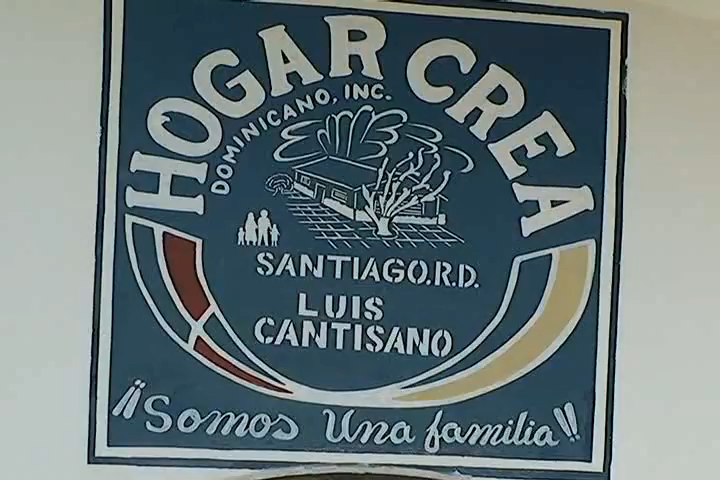 HOGAR CREA
DOMINICANO, INC.
SANTIAGO.R.D.
LUIS
CANTISANO
¡¡Somos Una familia!!